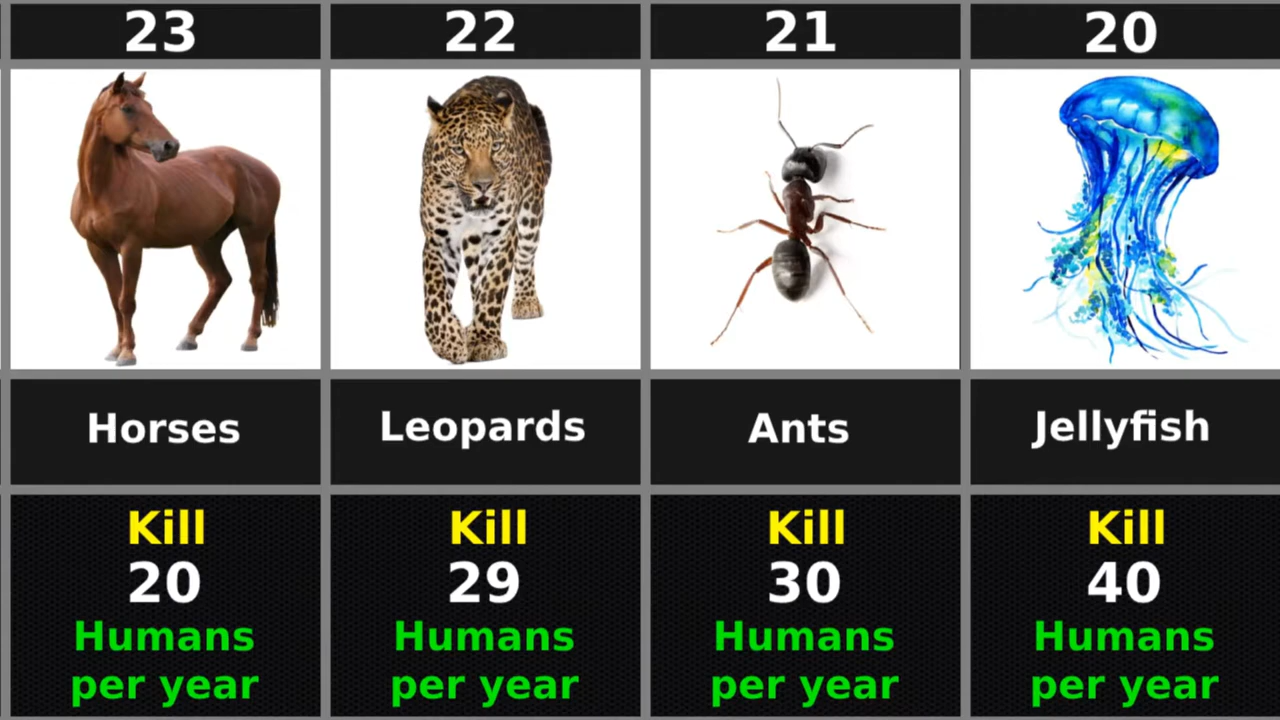 23
22
21
20
Horses
Leopards
Ants
Jellyfish
Kill
20
Humans
per year
Kill
29
Humans
per year
Kill
30
Humans
per year
Kill
40
Humans
per year